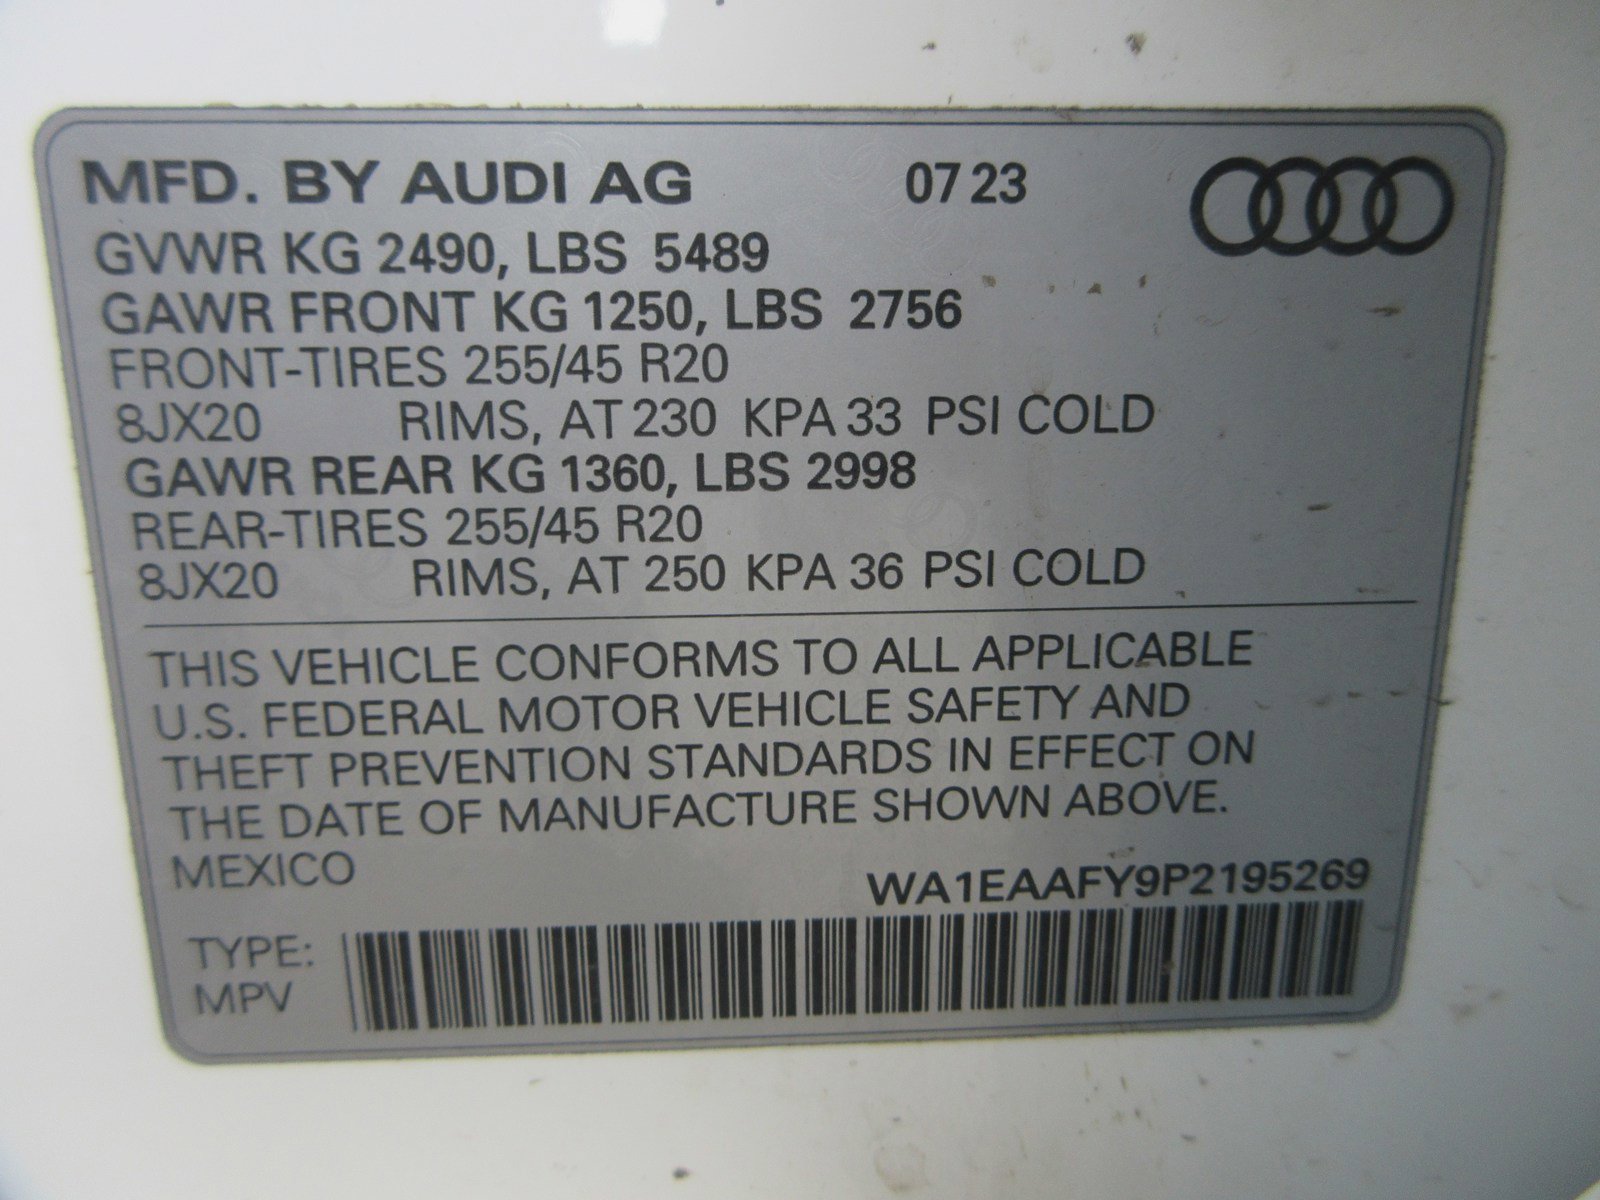 MFD. BY AUDI AG 07 23
GVWR KG 2490, LBS 5489
GAWR FRONT KG 1250, LBS 2756
FRONT-TIRES 255/45 R20
8JX20 RIMS, AT 230 KPA 33 PSI COLD
GAWR REAR KG 1360, LBS 2998
REAR-TIRES 255/45 R20
8JX20 RIMS, AT 250 KPA 36 PSI COLD
THIS VEHICLE CONFORMS TO ALL APPLICABLE
U.S. FEDERAL MOTOR VEHICLE SAFETY AND
THEFT PREVENTION STANDARDS IN EFFECT ON
THE DATE OF MANUFACTURE SHOWN ABOVE.
MEXICO
WA1EAAFY9P2195269
TYPE:
MPV